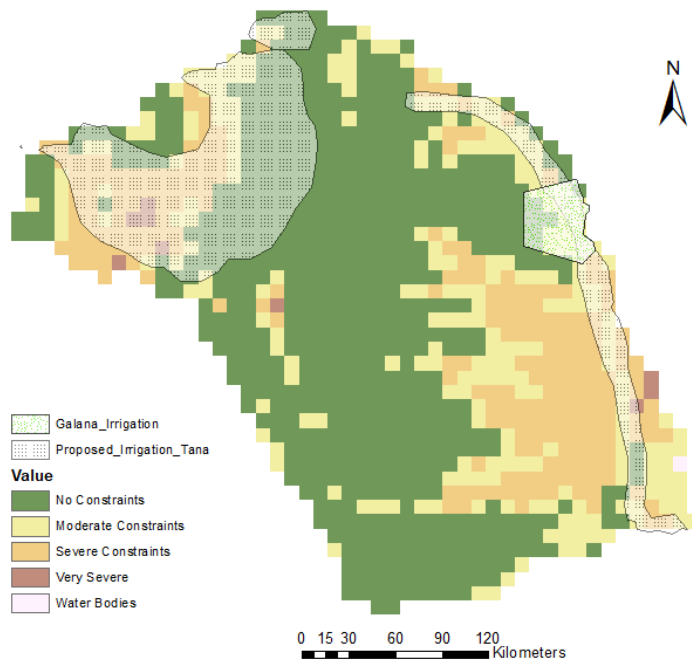 N
Galana_Irrigation
Proposed_Irrigation_Tana
Value
No Constraints
Moderate Constraints
Severe Constraints
Very Severe
Water Bodies
0 15 30 60 90 120
Kilometers